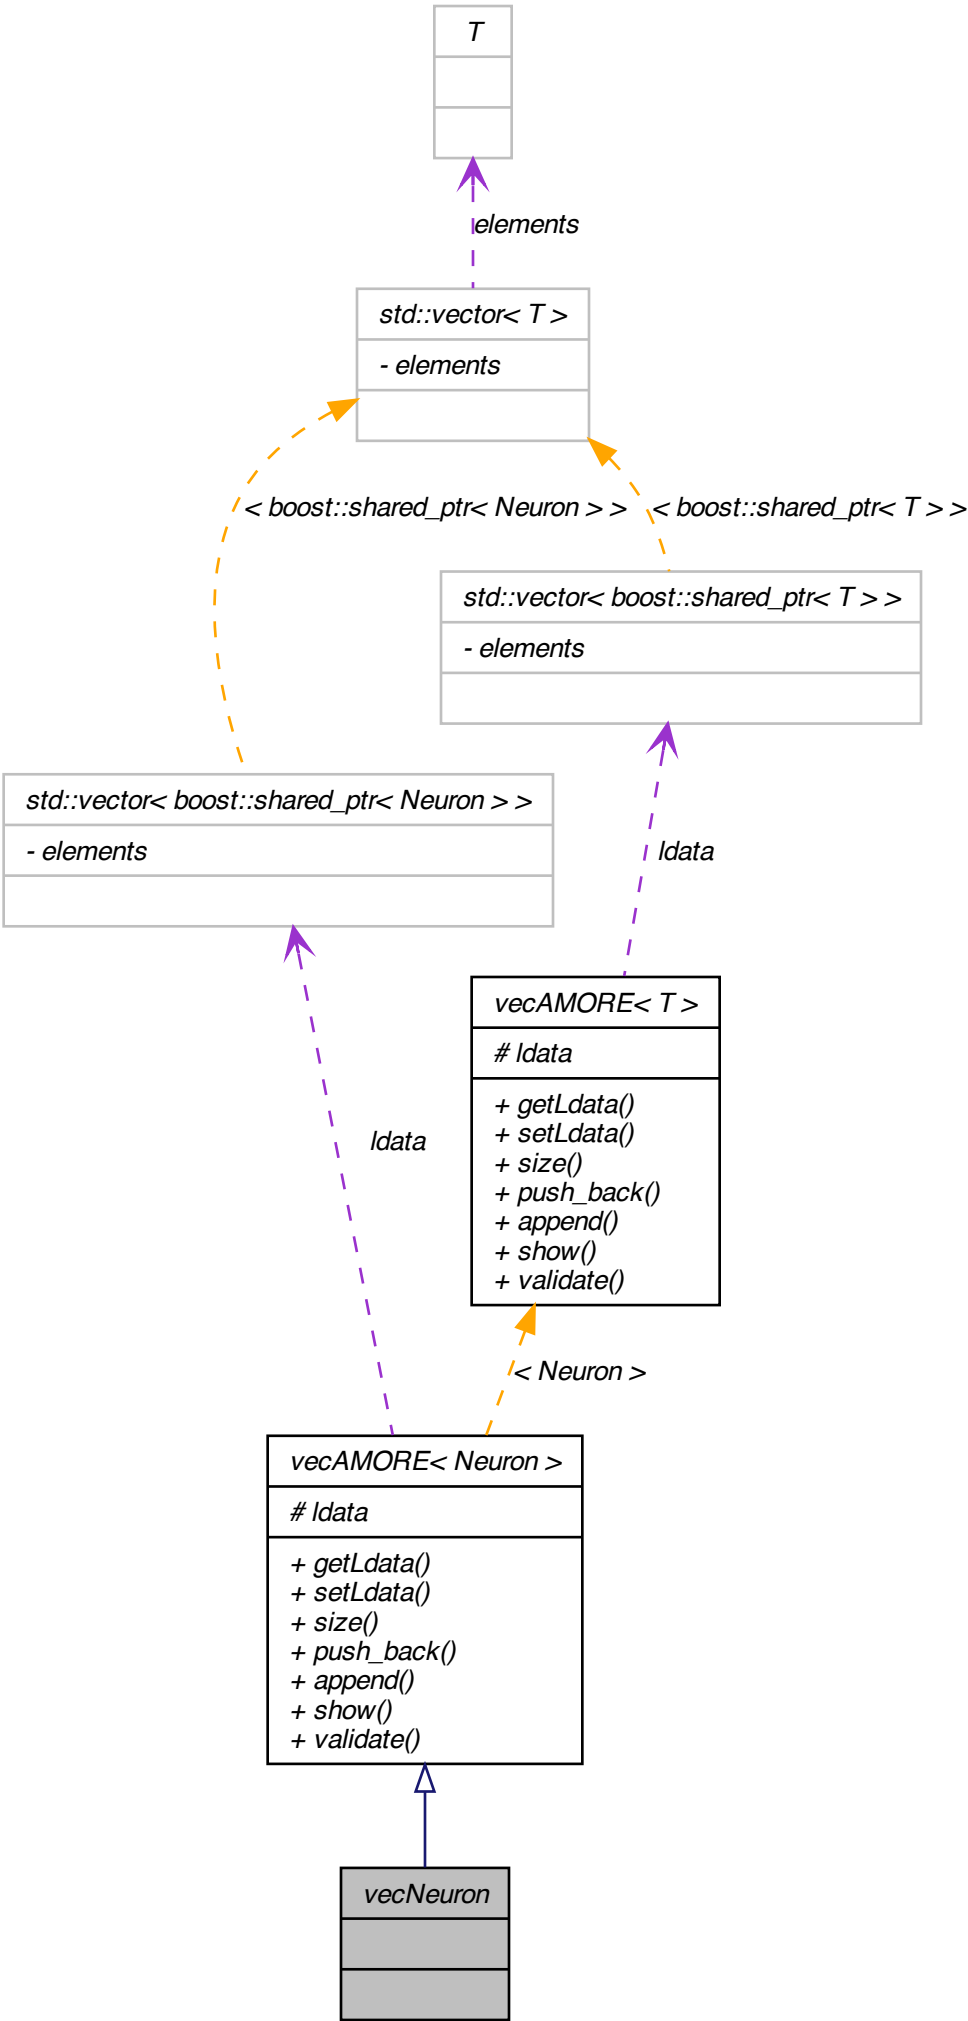 T
elements
std::vector< T >
- elements
< boost::shared_ptr< Neuron > >
< boost::shared_ptr< T > >
std::vector< boost::shared_ptr< T > >
- elements
std::vector< boost::shared_ptr< Neuron > >
- elements
ldata
vecAMORE< T >
# ldata
+ getLdata()
+ setLdata()
+ size()
+ push_back()
+ append()
+ show()
+ validate()
ldata
< Neuron >
vecAMORE< Neuron >
# ldata
+ getLdata()
+ setLdata()
+ size()
+ push_back()
+ append()
+ show()
+ validate()
vecNeuron